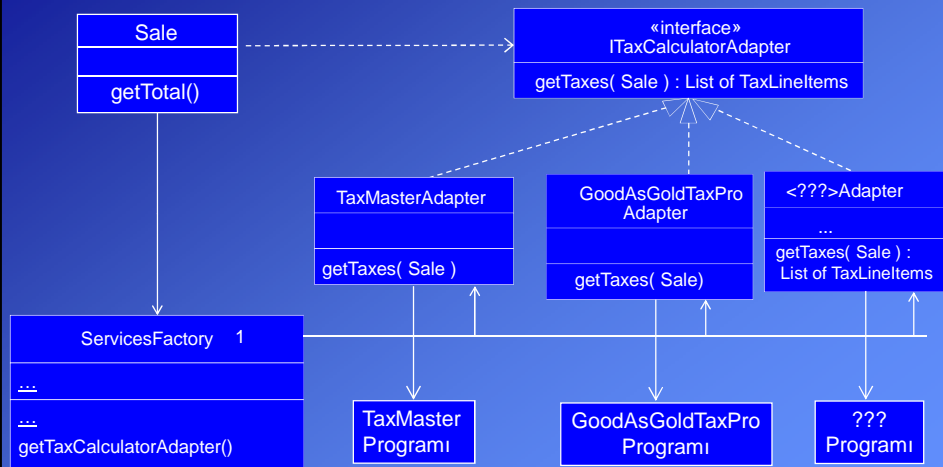 Sale
getTotal()
«interface»
ITaxCalculatorAdapter
getTaxes( Sale ) : List of TaxLineItems
TaxMasterAdapter
getTaxes( Sale )
GoodAsGoldTaxPro
Adapter
getTaxes( Sale)
<???>Adapter
...
getTaxes( Sale ) :
List of TaxLineItems
ServicesFactory 1
...
...
getTaxCalculatorAdapter()
TaxMaster
Programı
GoodAsGoldTaxPro
Programı
???
Programı